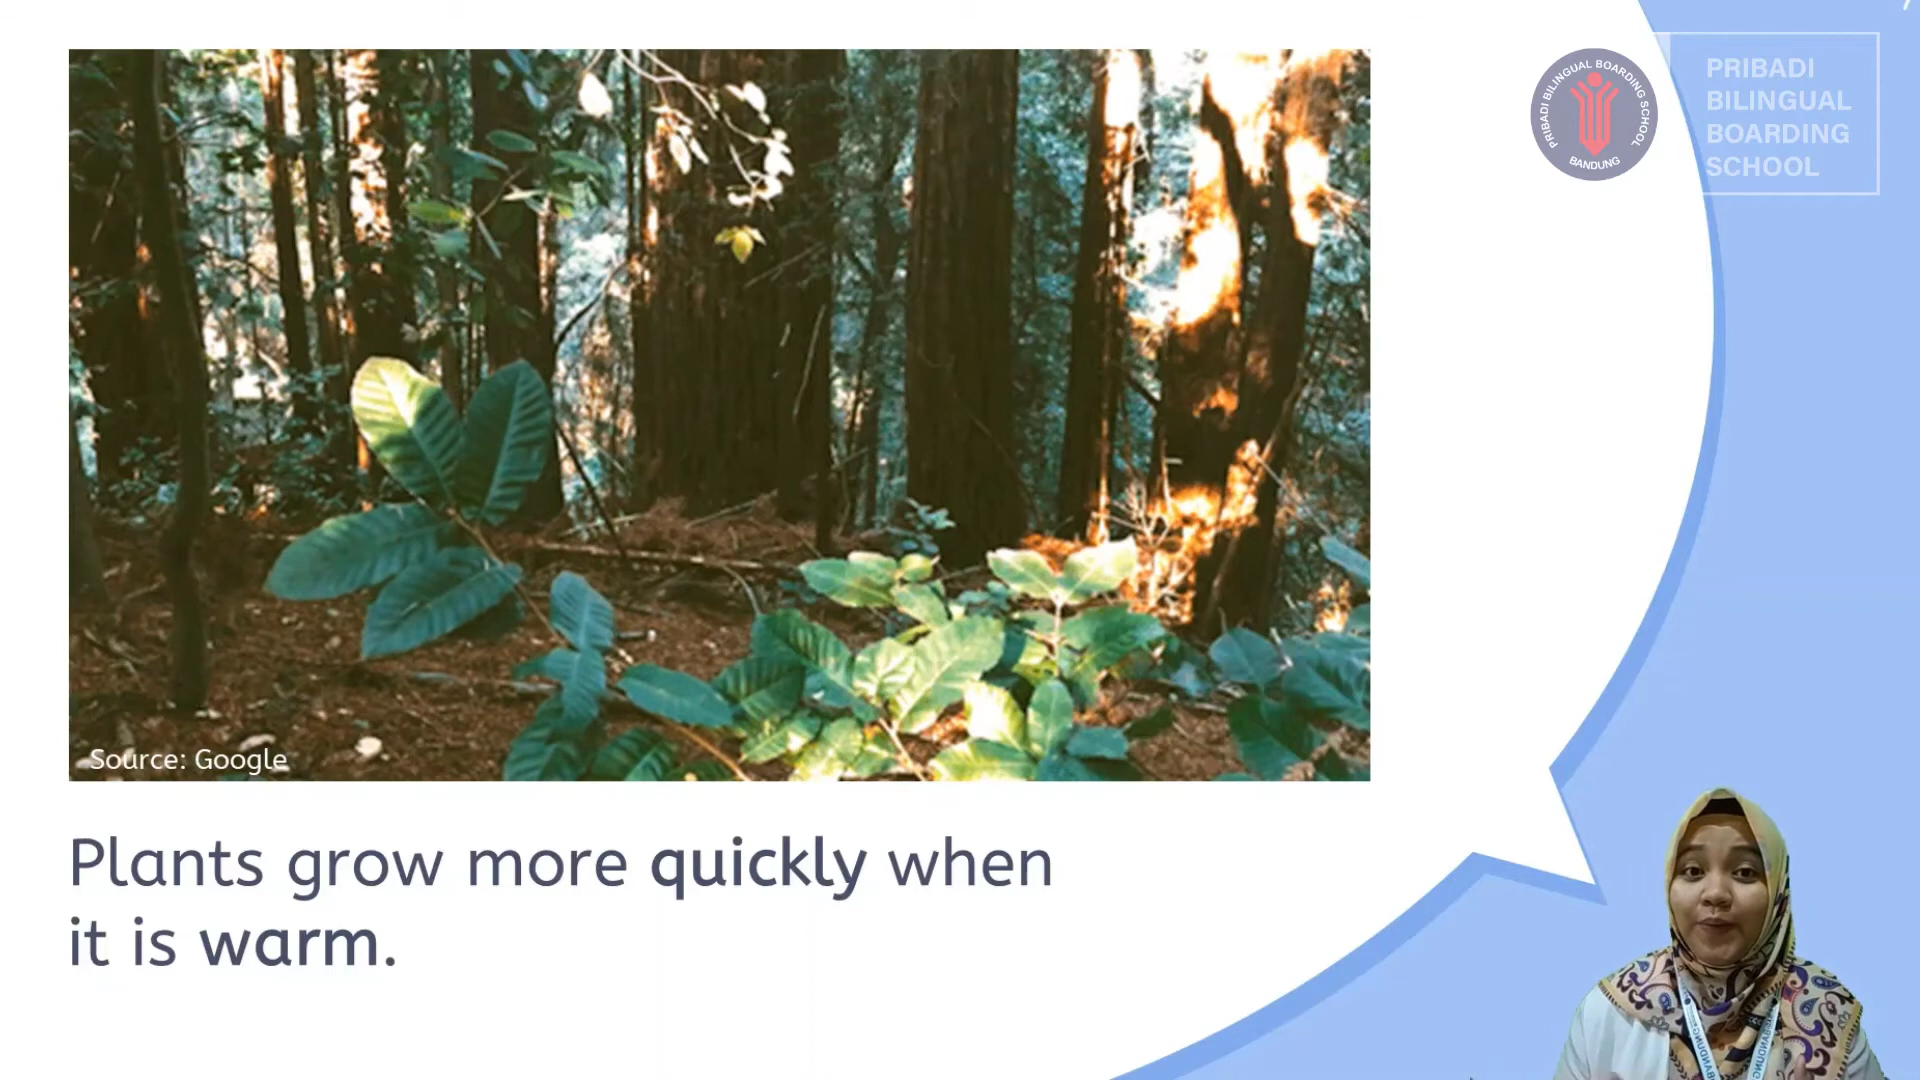 PRIBADI BILINGUAL BOARDING SCHOOL
BANDUNG
PRIBADI
BILINGUAL
BOARDING
SCHOOL
Source: Google
Plants grow more quickly when
it is warm.
BANDUNG